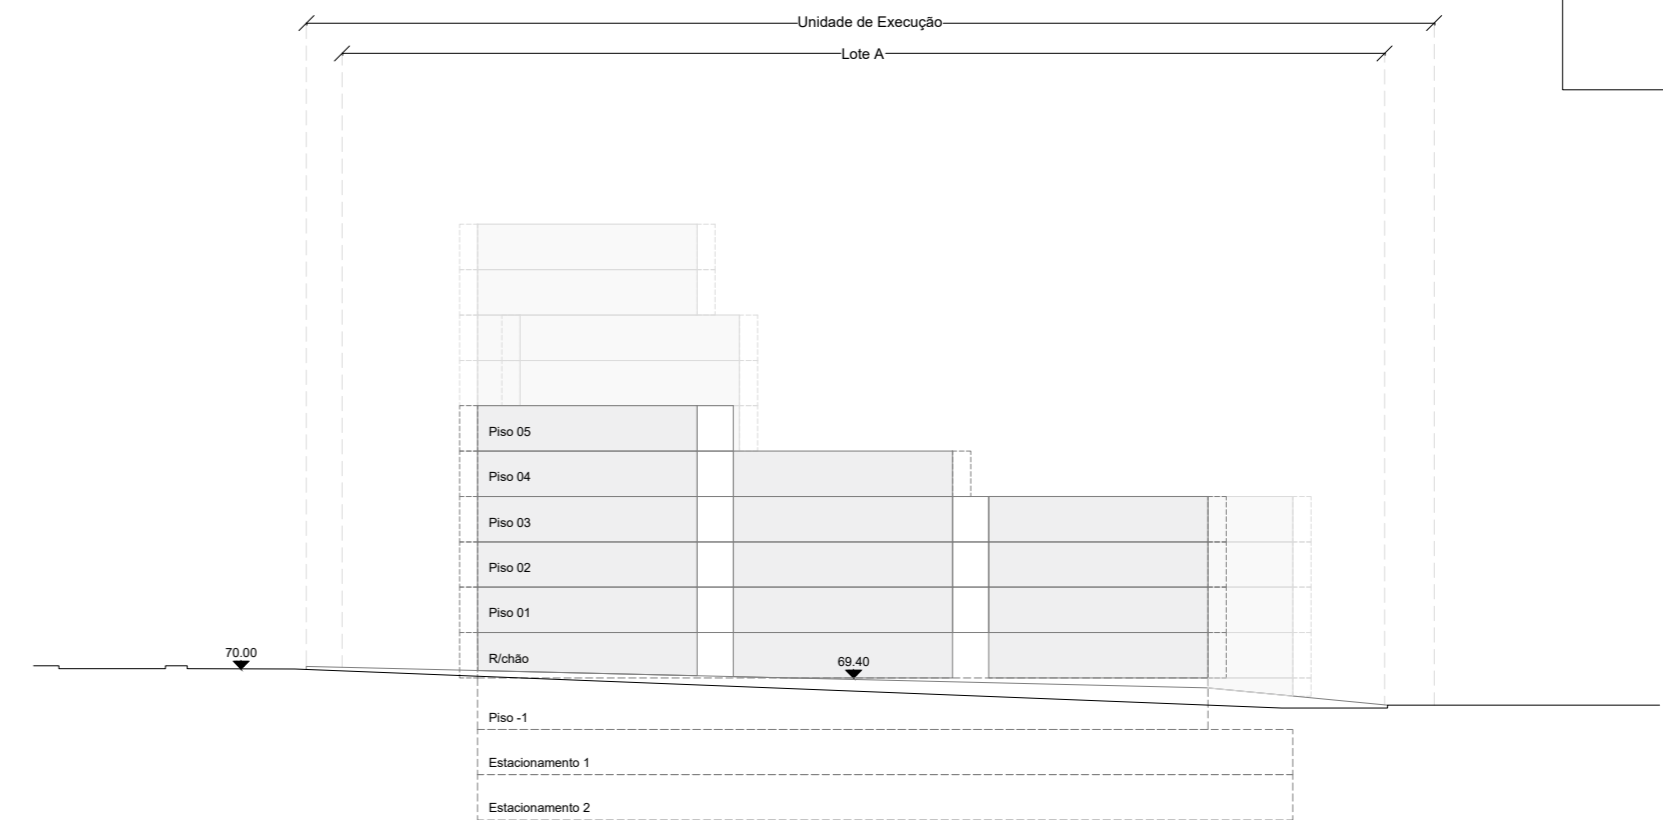 Unidade de Execução
Lote A
Piso 05
Piso 04
Piso 03
Piso 02
Piso 01
70.00
R/chão
69.40
Piso -1
Estacionamento 1
Estacionamento 2